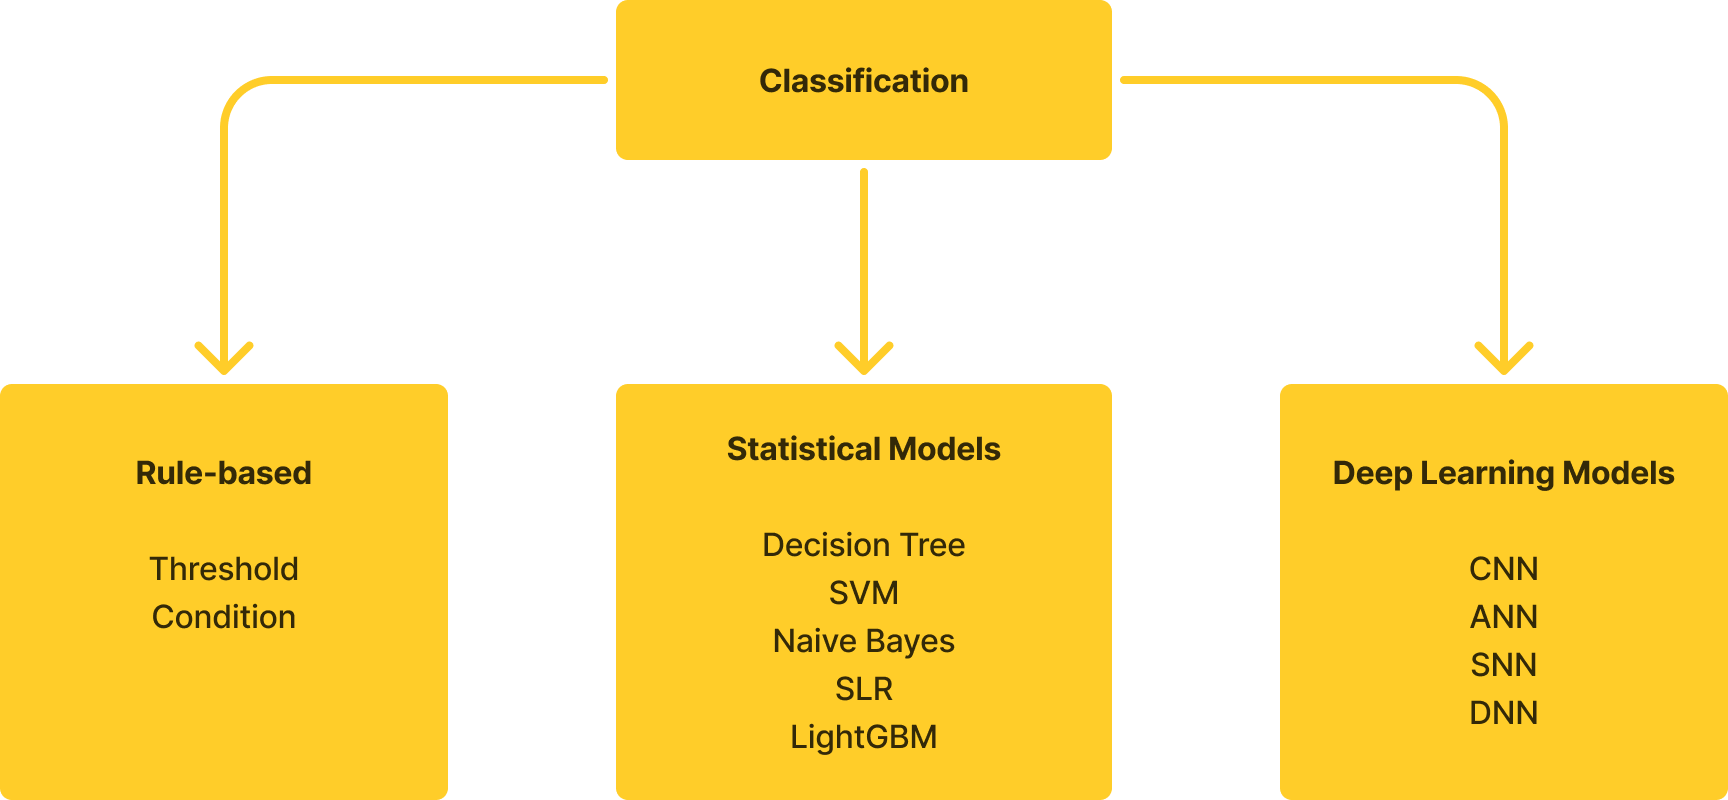 Classification
Rule-based
Threshold
Condition
Statistical Models
Decision Tree
SVM
Naive Bayes
SLR
LightGBM
Deep Learning Models
CNN
ANN
SNN
DNN